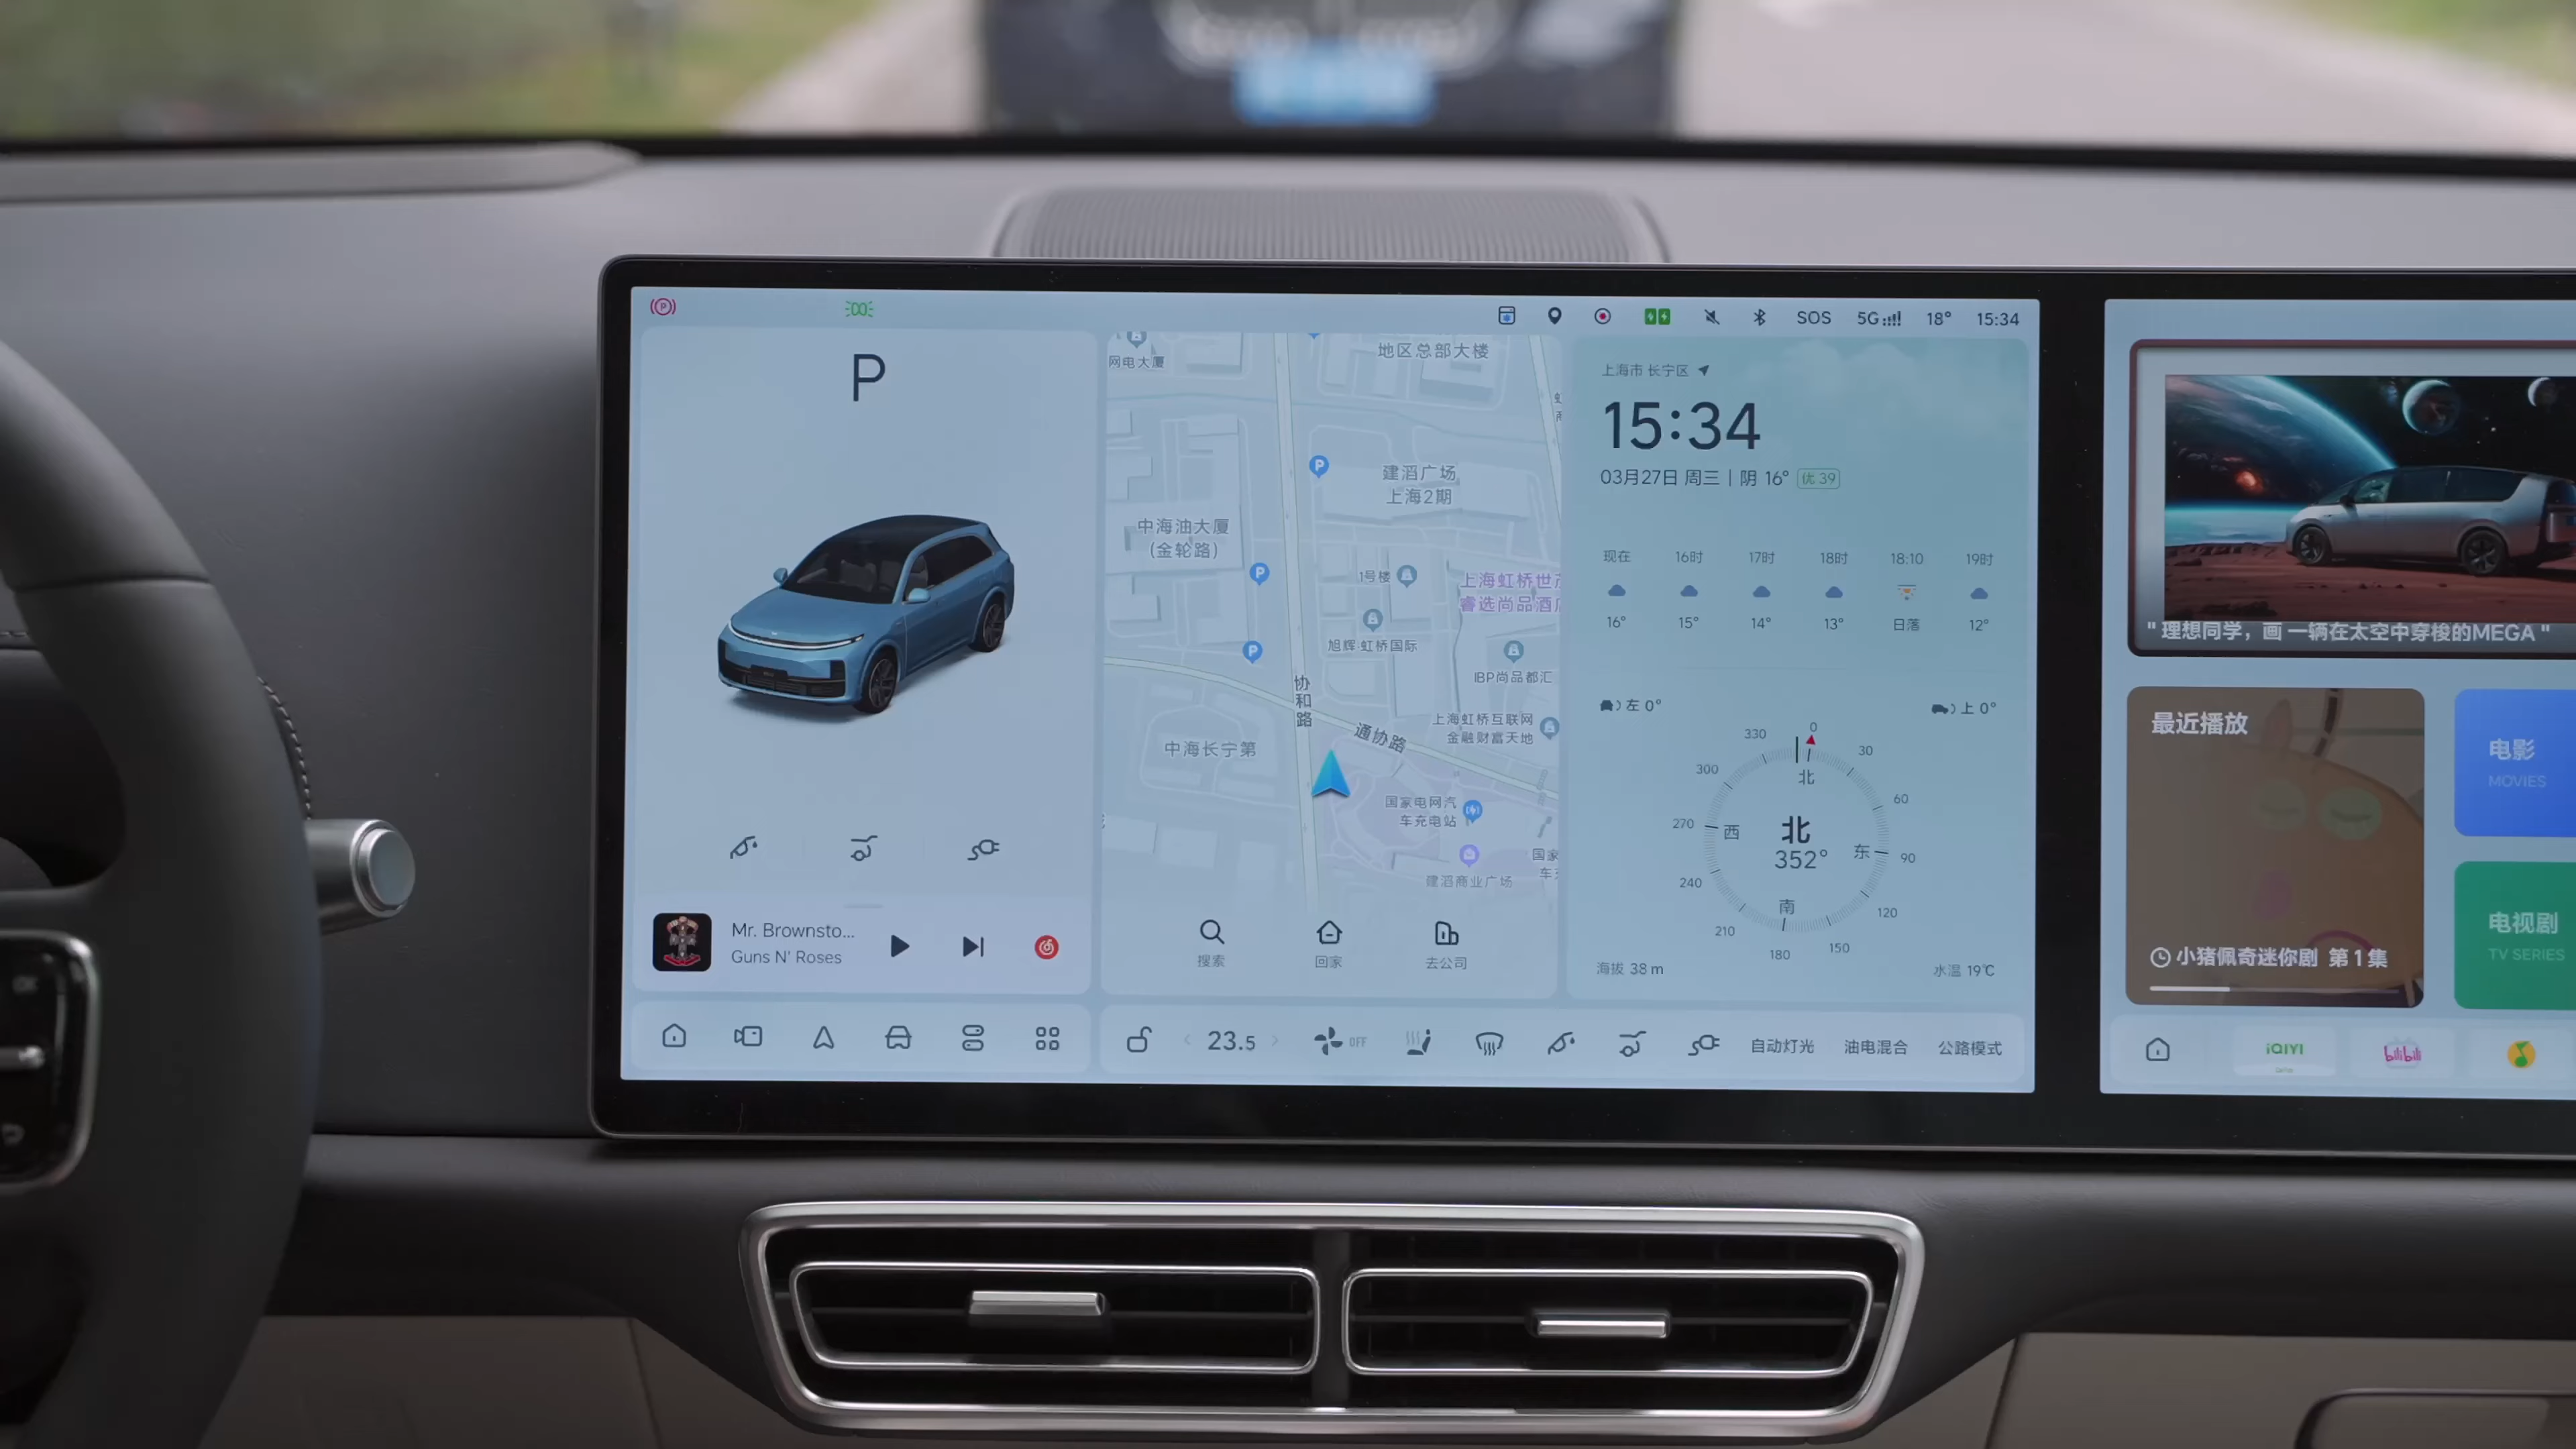 SOS
5G
18°
15:34
P
Mr. Brownsto...
Guns N' Roses
网电大厦
地区总部大楼
建滔广场
上海2期
中海油大厦
(金轮路)
1号楼
上海虹桥世
睿选尚品酒
旭辉·虹桥国际
IBP尚品都汇
协和路
上海虹桥互联网
金融财富天地
通协路
中海长宁第
国家电网汽
车充电站
国家
建滔商业广场
搜索
回家
去公司
上海市 长宁区
15:34
03月27日 周三 | 阴 16° 优 39
现在 16时 17时 18时 18:10 19时
16° 15° 14° 13° 日落 12°
左 0°
上 0°
0
330 30
北
300 60
270 西 北 东 90
352°
240 120
南
210 150
180
海拔 38 m
水温 19℃
23.5
OFF
自动灯光
油电混合
公路模式
"理想同学，画一辆在太空中穿梭的MEGA"
最近播放
小猪佩奇迷你剧 第1集
电影
MOVIES
电视剧
TV SERIES
iQIYI
bilibili